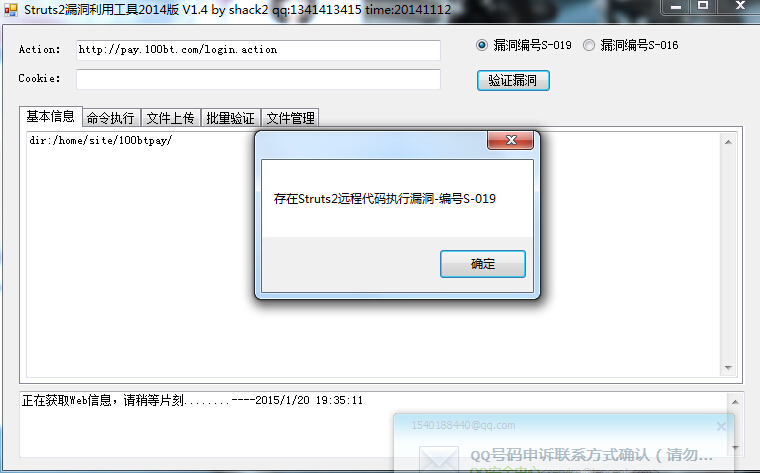 Struts2漏洞利用工具2014版 V1.4 by shack2 qq:1341413415 time:20141112
Action: http://pay.100bt.com/login.action 漏洞编号S-019 漏洞编号S-016
Cookie: 验证漏洞
基本信息 命令执行 文件上传 批量验证 文件管理
dir:/home/site/100btpay/
存在Struts2远程代码执行漏洞-编号S-019
确定
正在获取Web信息，请稍等片刻........----2015/1/20 19:35:11
1540188440@qq.com
QQ号码申诉联系方式确认（请勿...
QQ安全中心